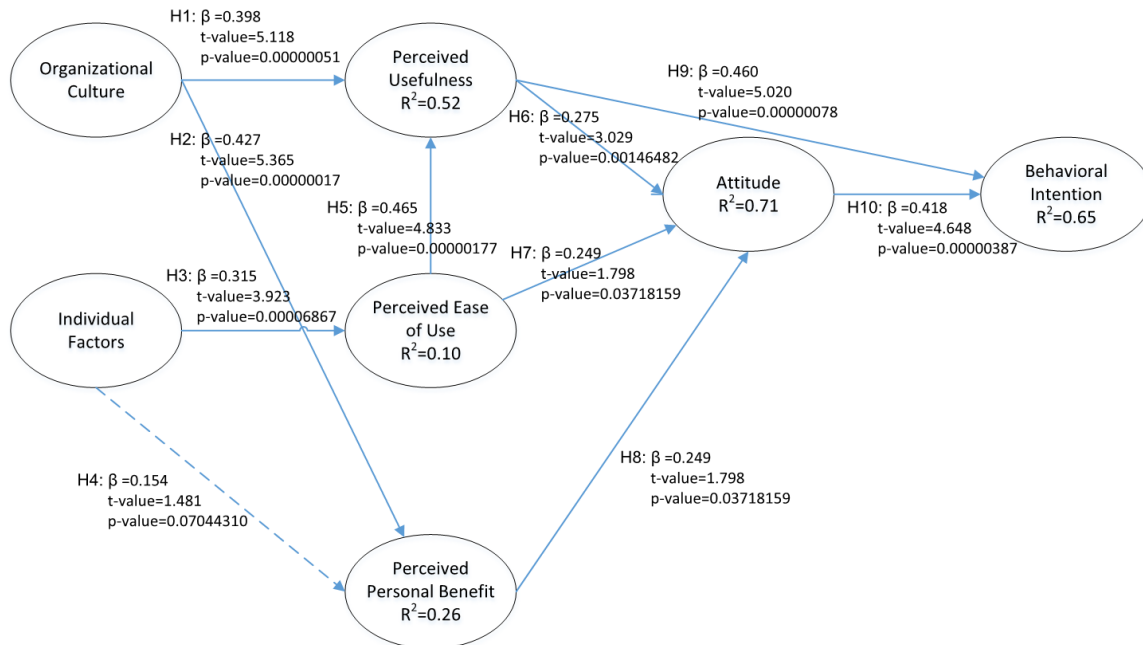 H1: β =0.398
t-value=5.118
p-value=0.00000051
Organizational
Culture
Perceived
Usefulness
R²=0.52
H9: β =0.460
t-value=5.020
p-value=0.00000078
H2: β =0.427
t-value=5.365
p-value=0.00000017
H6: β =0.275
t-value=3.029
p-value=0.00146482
Attitude
R²=0.71
Behavioral
Intention
R²=0.65
H5: β =0.465
t-value=4.833
p-value=0.00000177
H10: β =0.418
t-value=4.648
p-value=0.00000387
H7: β =0.249
t-value=1.798
p-value=0.03718159
H3: β =0.315
t-value=3.923
p-value=0.00006867
Individual
Factors
Perceived Ease
of Use
R²=0.10
H4: β =0.154
t-value=1.481
p-value=0.07044310
H8: β =0.249
t-value=1.798
p-value=0.03718159
Perceived
Personal Benefit
R²=0.26